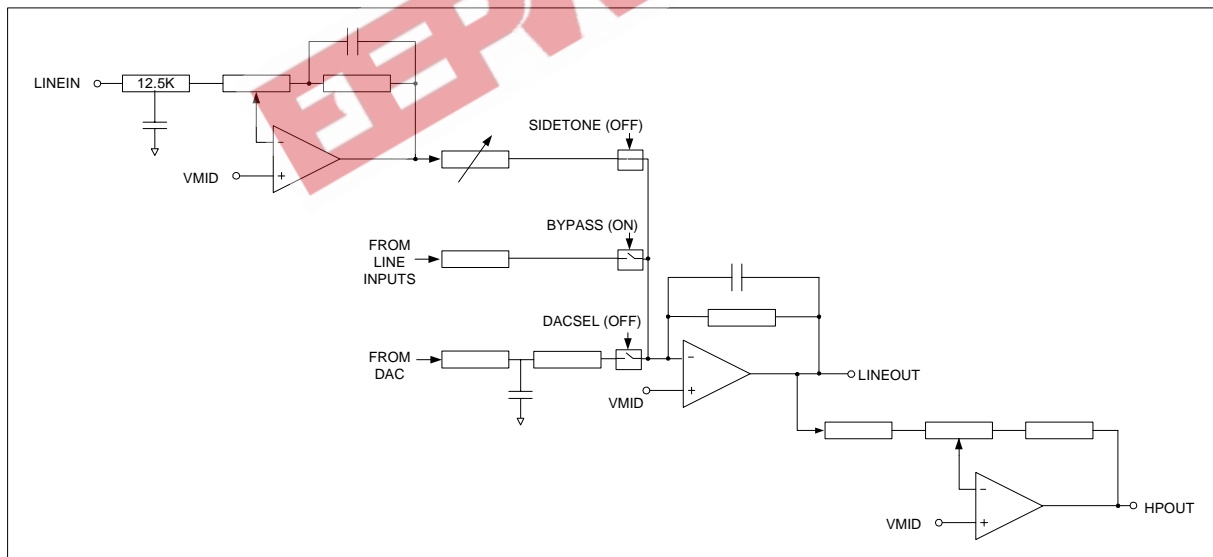 LINEIN
12.5K
VMID
SIDETONE (OFF)
BYPASS (ON)
FROM
LINE
INPUTS
DACSEL (OFF)
FROM
DAC
VMID
LINEOUT
VMID
HPOUT